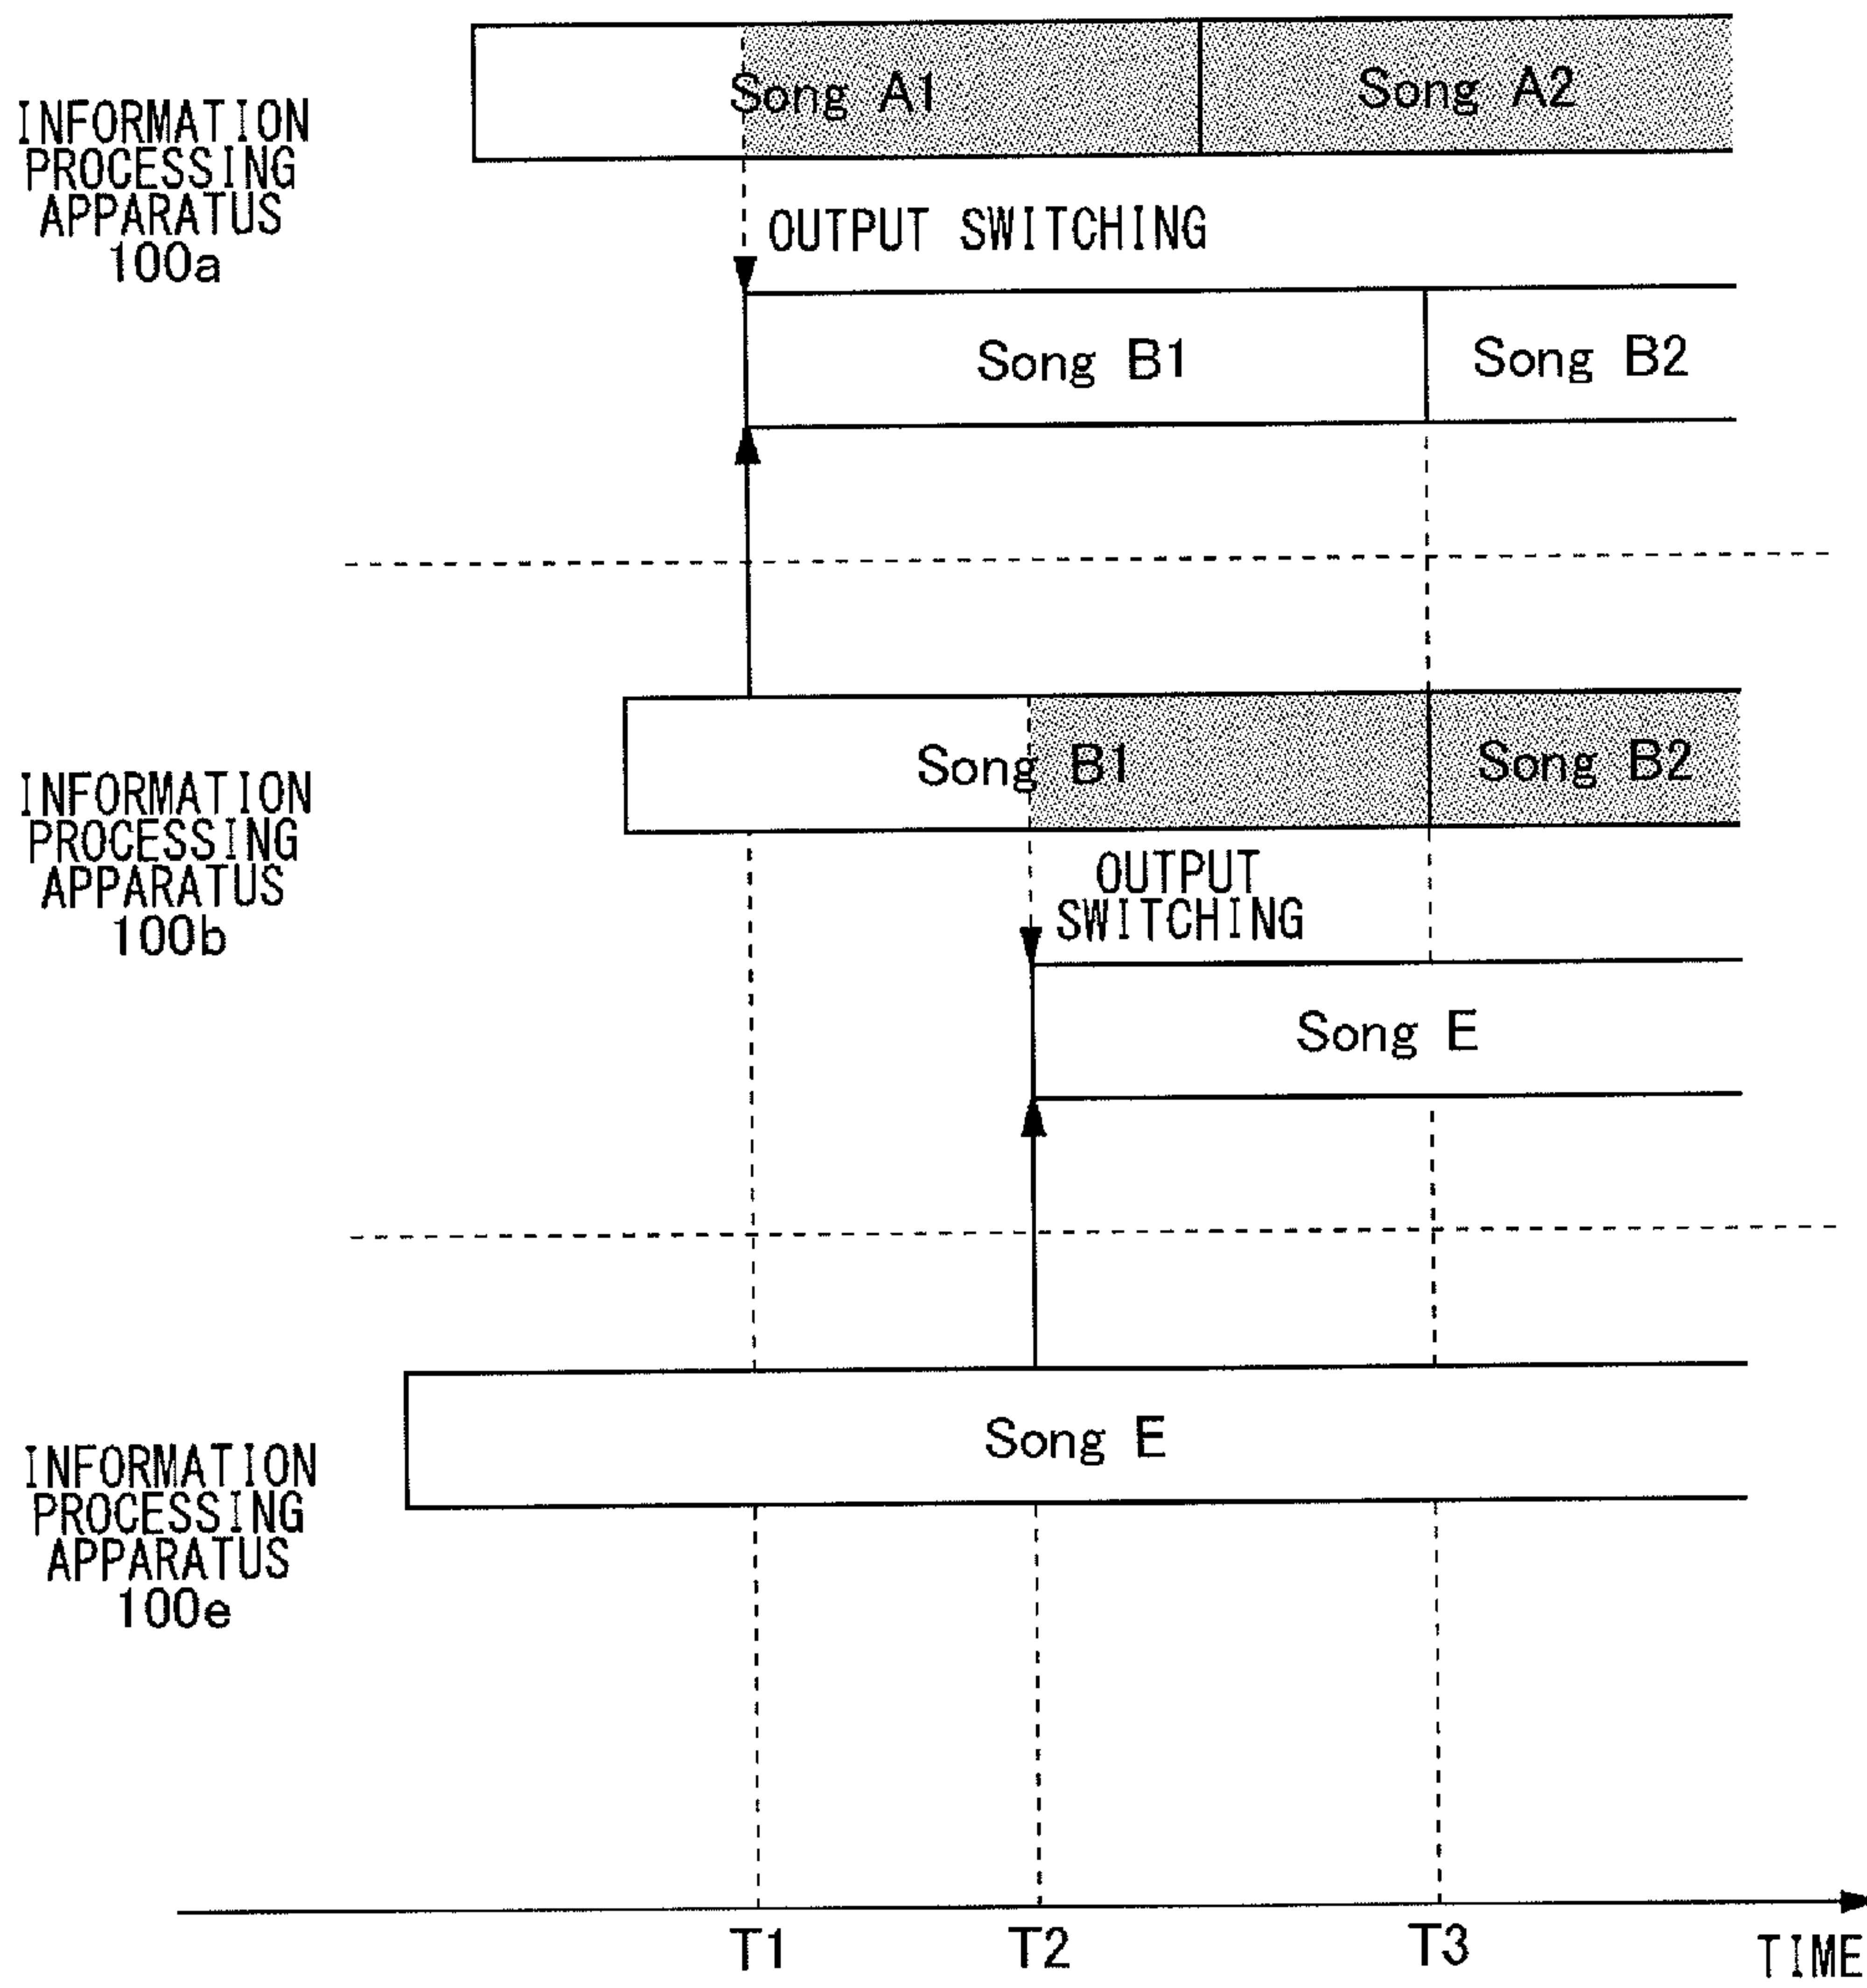 Song A1
Song A2
INFORMATION
PROCESSING
APPARATUS
100a
OUTPUT SWITCHING
Song B1
Song B2
INFORMATION
PROCESSING
APPARATUS
100b
Song B1
Song B2
OUTPUT
SWITCHING
Song E
INFORMATION
PROCESSING
APPARATUS
100e
Song E
T1
T2
T3
TIME